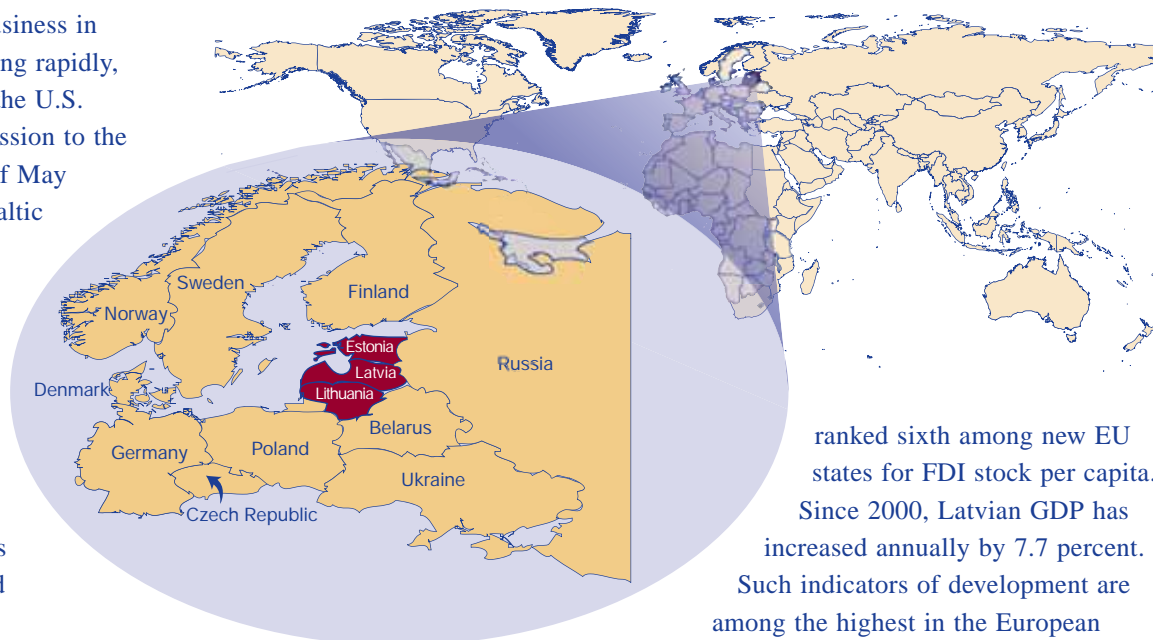 usiness in
ng rapidly,
the U.S.
ssion to the
f May
altic
s
d
Sweden
Finland
Norway
Estonia
Russia
Latvia
Denmark
Lithuania
Belarus
Germany
Poland
Ukraine
Czech Republic
ranked sixth among new EU
states for FDI stock per capita.
Since 2000, Latvian GDP has
increased annually by 7.7 percent.
Such indicators of development are
among the highest in the European